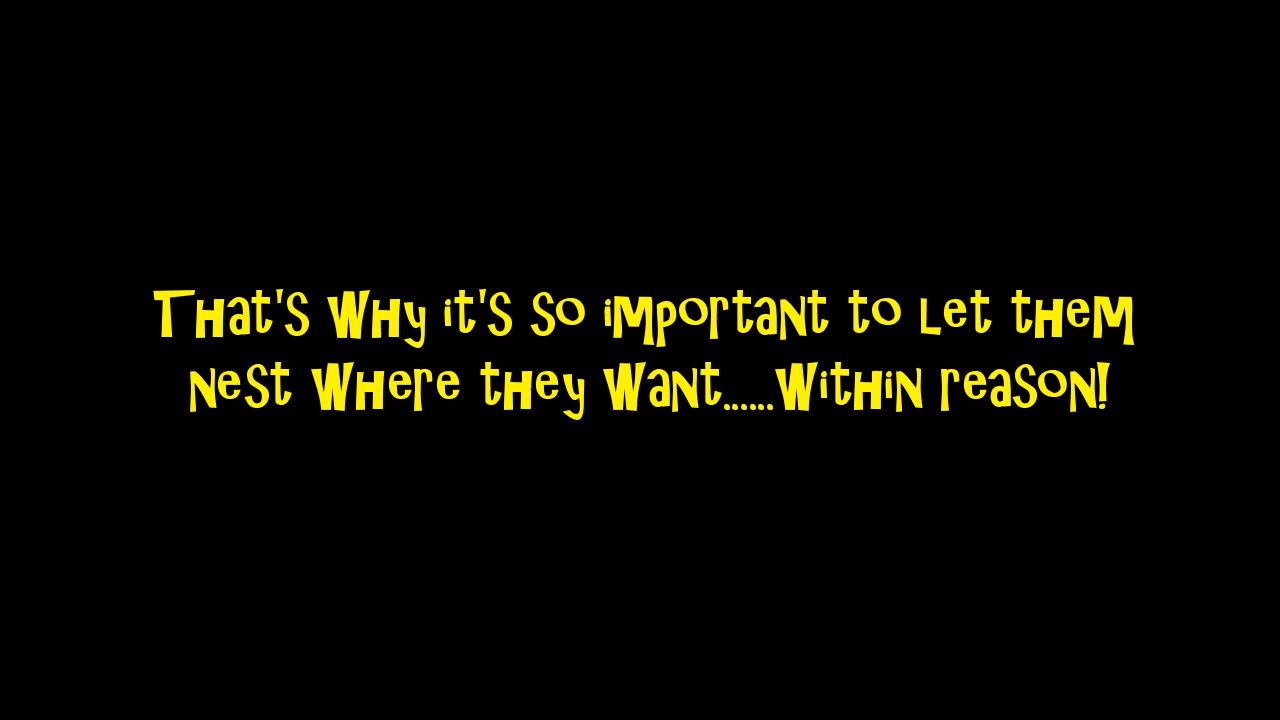 That's why it's so important to let them
nest where they want......within reason!